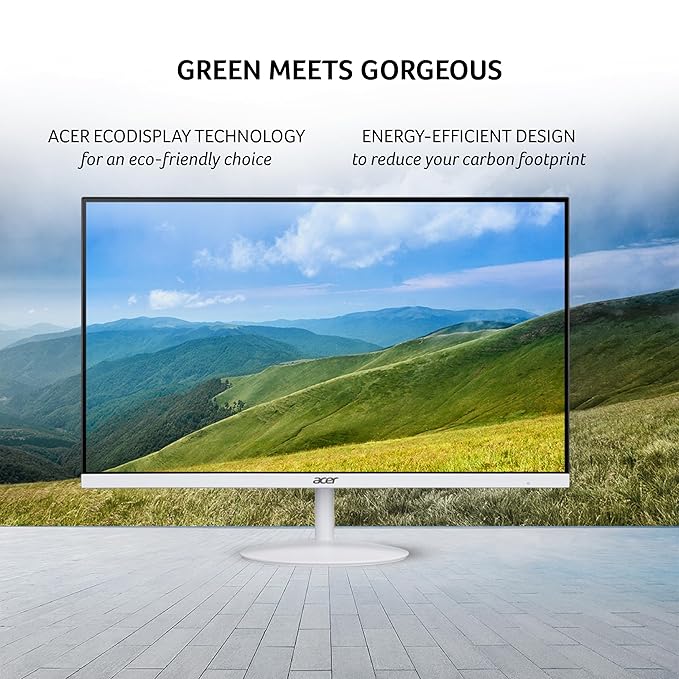 GREEN MEETS GORGEOUS
ACER ECODISPLAY TECHNOLOGY
for an eco-friendly choice
ENERGY-EFFICIENT DESIGN
to reduce your carbon footprint
acer